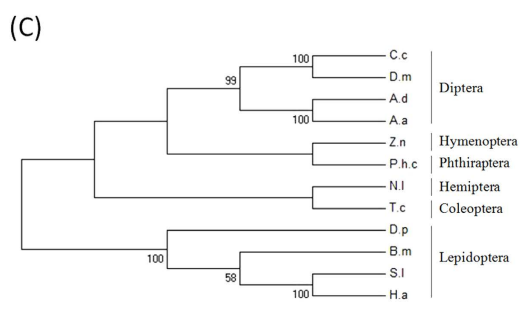 (C)
100
C.c
99
D.m
Diptera
A.d
100
A.a
Z.n
Hymenoptera
P.h.c
Phthiraptera
N.l
Hemiptera
T.c
Coleoptera
D.p
100
B.m
Lepidoptera
58
S.l
100
H.a